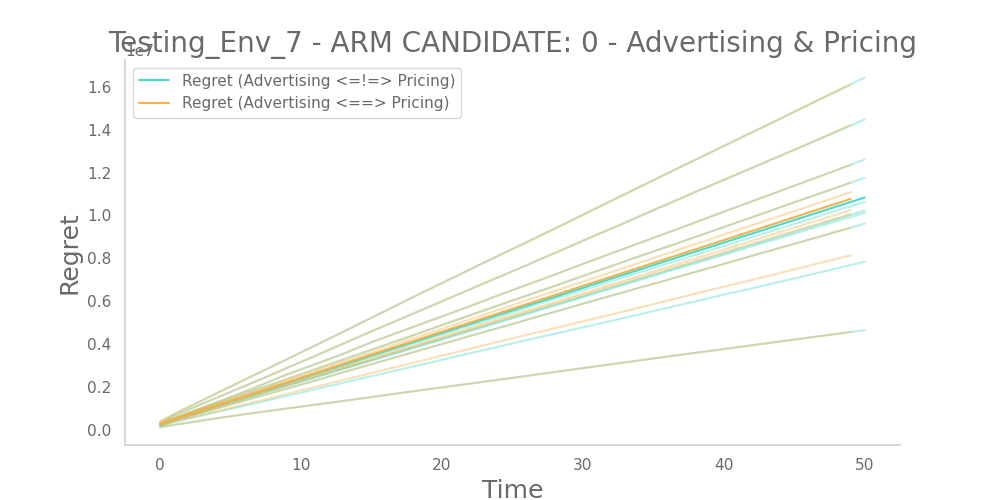 Testing_Env_7 - ARM CANDIDATE: 0 - Advertising & Pricing
1e7
Regret (Advertising <=!=> Pricing)
Regret (Advertising <==> Pricing)
1.6
1.4
1.2
1.0
0.8
0.6
0.4
0.2
0.0
Regret
0 10 20 30 40 50
Time